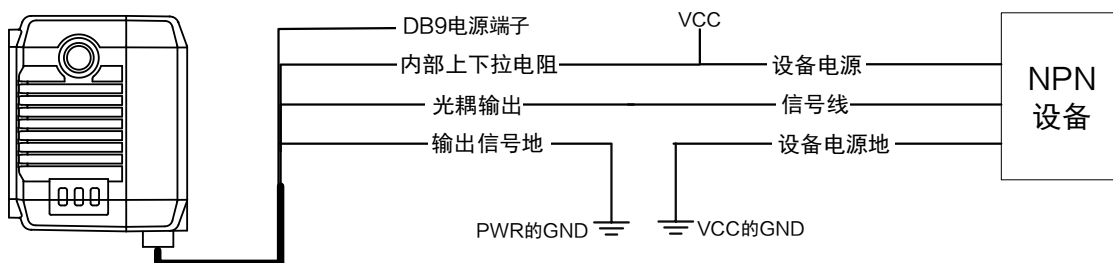 DB9电源端子
VCC
内部上下拉电阻
设备电源
光耦输出
信号线
输出信号地
设备电源地
NPN
设备
PWR的GND
VCC的GND